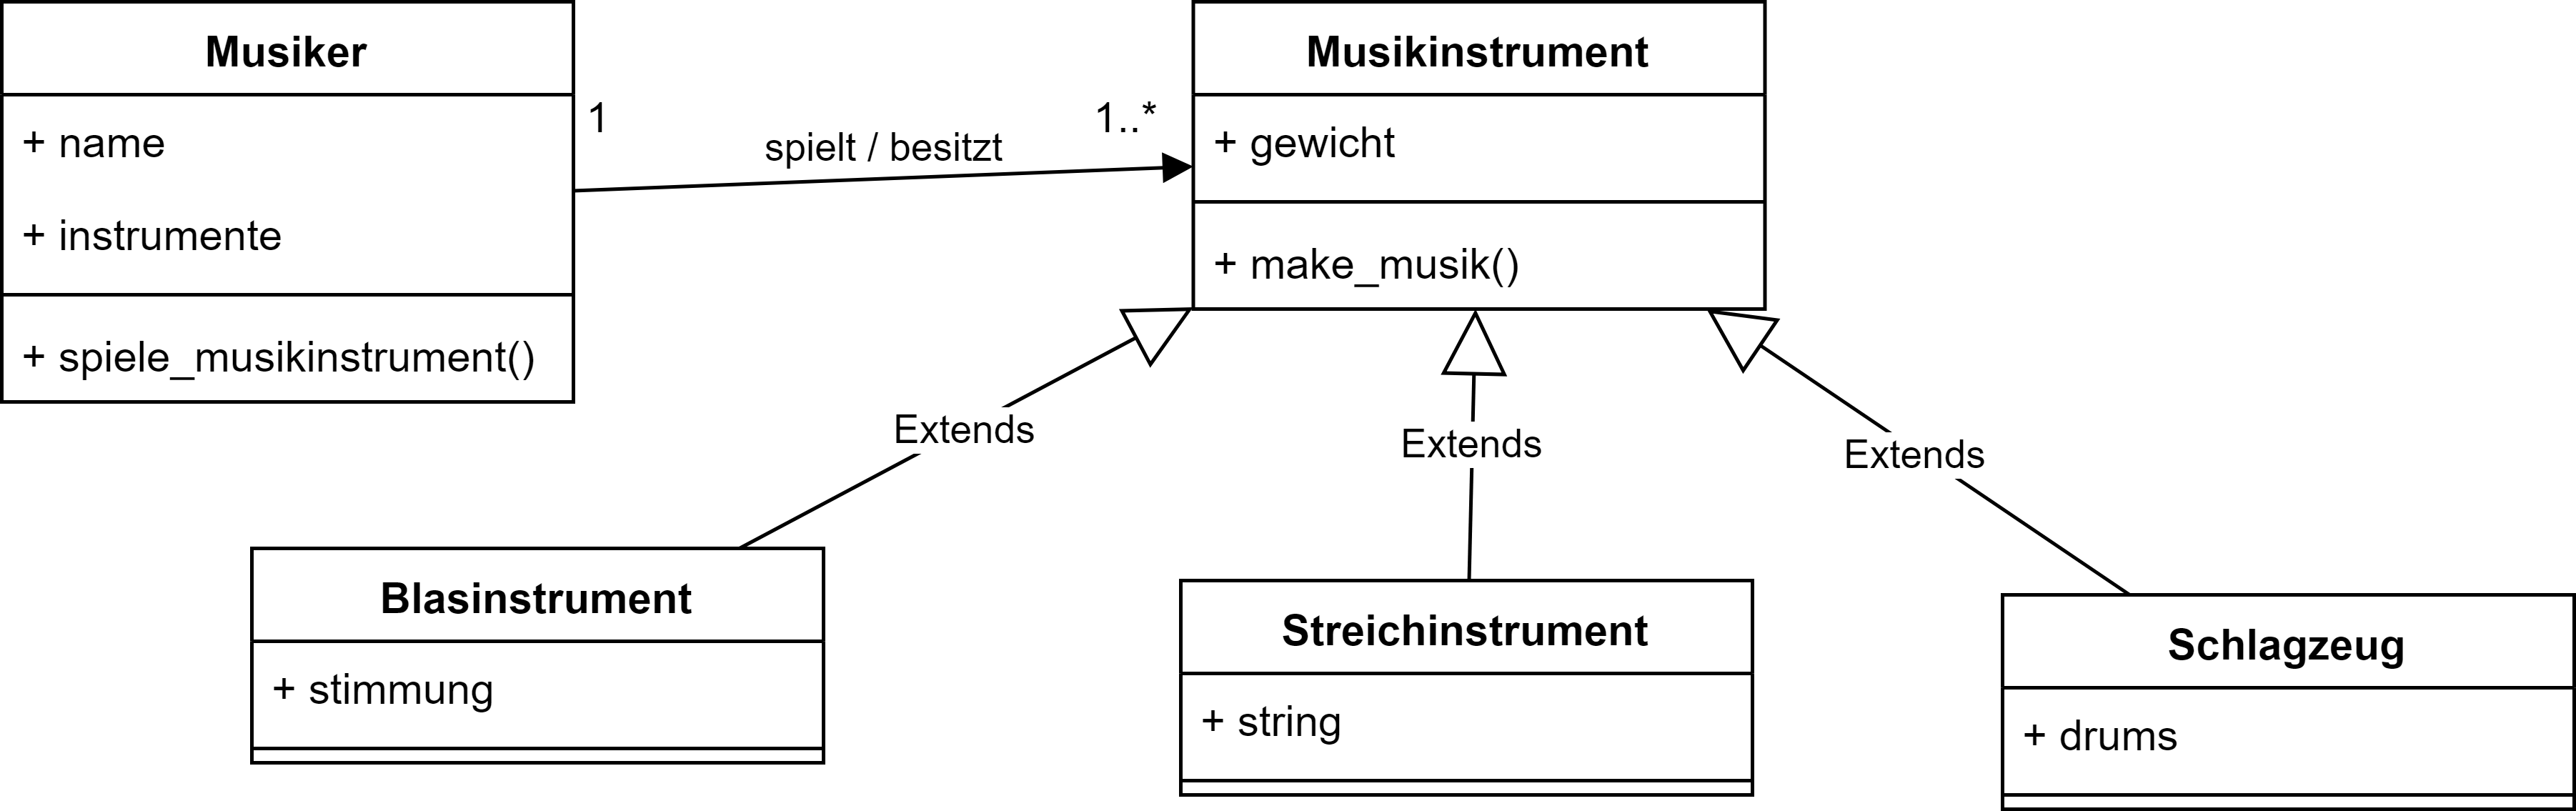 Musiker
+ name
+ instrumente
+ spiele_musikinstrument()
1
spielt / besitzt
1..*
Musikinstrument
+ gewicht
+ make_musik()
Extends
Extends
Extends
Blasinstrument
+ stimmung
Streichinstrument
+ string
Schlagzeug
+ drums